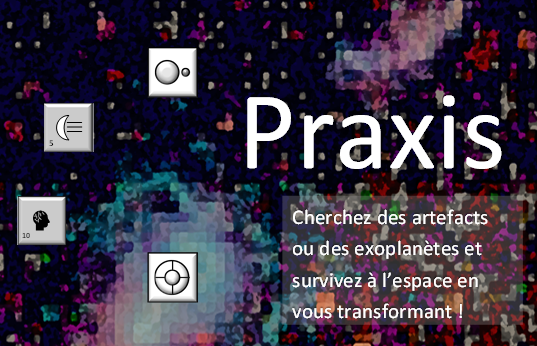 Praxis
5
10
Cherchez des artefacts
ou des exoplanètes et
survivez à l’espace en
vous transformant !